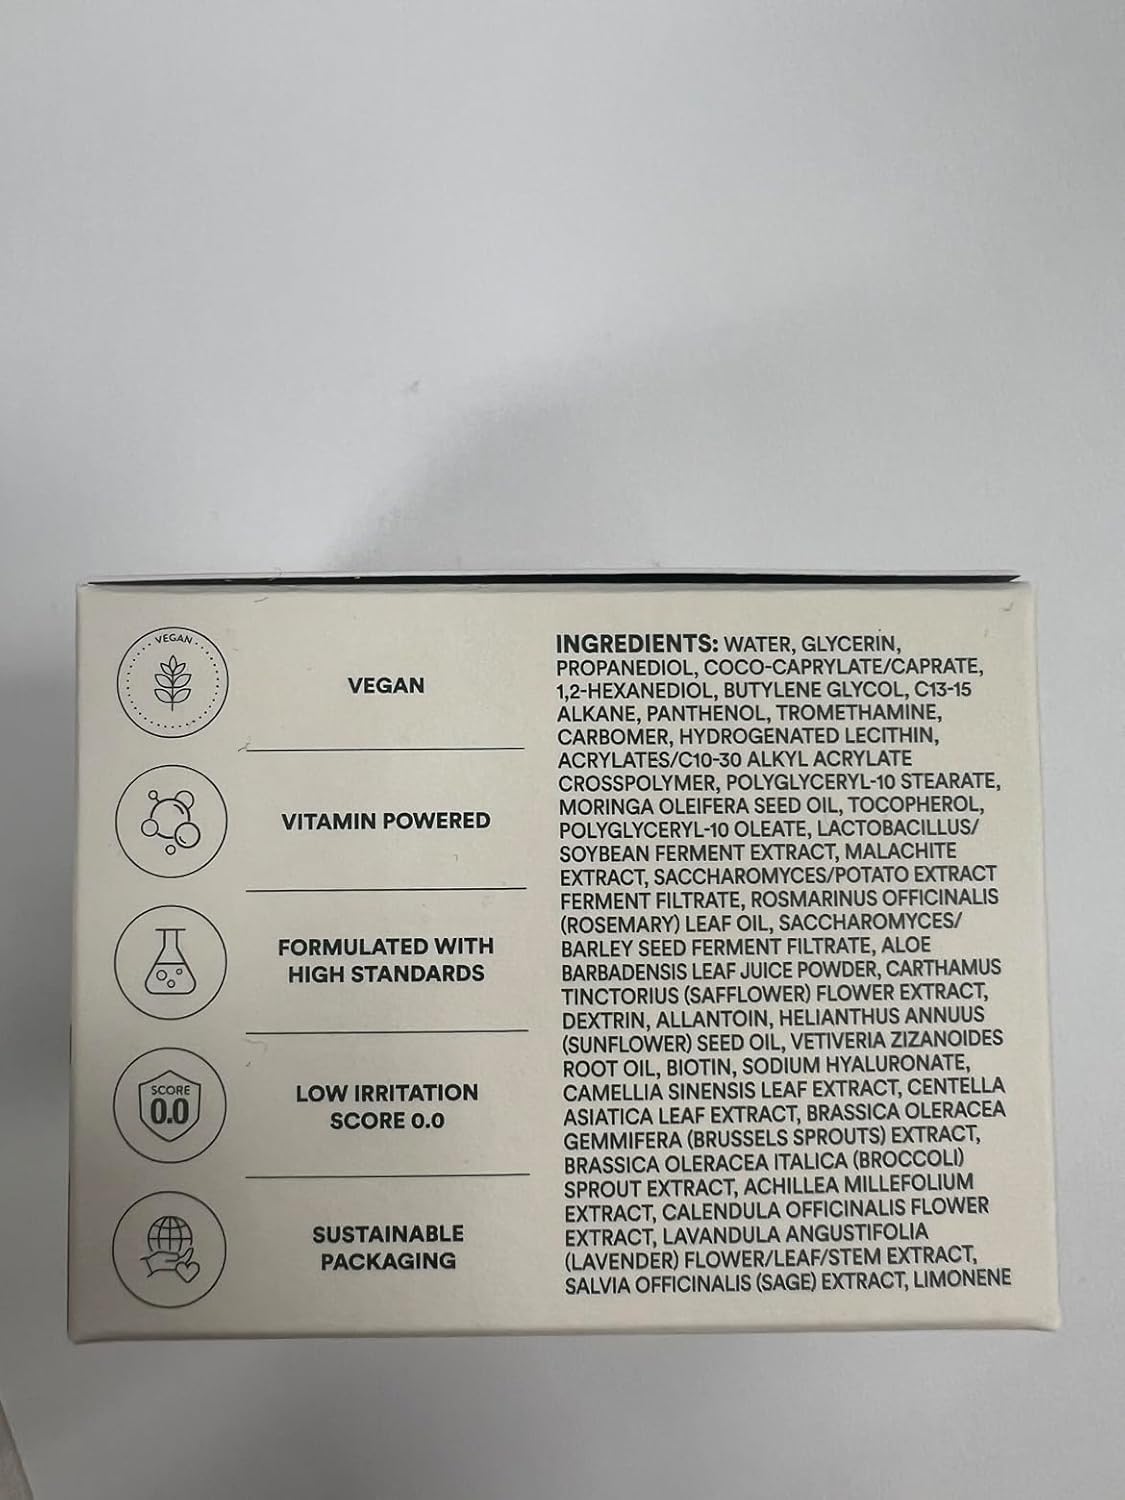 VEGAN
VEGAN
VITAMIN POWERED
FORMULATED WITH
HIGH STANDARDS
SCORE
0.0
LOW IRRITATION
SCORE 0.0
SUSTAINABLE
PACKAGING
INGREDIENTS: WATER, GLYCERIN,
PROPANEDIOL, COCO-CAPRYLATE/CAPRATE,
1,2-HEXANEDIOL, BUTYLENE GLYCOL, C13-15
ALKANE, PANTHENOL, TROMETHAMINE,
CARBOMER, HYDROGENATED LECITHIN,
ACRYLATES/C10-30 ALKYL ACRYLATE
CROSSPOLYMER, POLYGLYCERYL-10 STEARATE,
MORINGA OLEIFERA SEED OIL, TOCOPHEROL,
POLYGLYCERYL-10 OLEATE, LACTOBACILLUS/
SOYBEAN FERMENT EXTRACT, MALACHITE
EXTRACT, SACCHAROMYCES/POTATO EXTRACT
FERMENT FILTRATE, ROSMARINUS OFFICINALIS
(ROSEMARY) LEAF OIL, SACCHAROMYCES/
BARLEY SEED FERMENT FILTRATE, ALOE
BARBADENSIS LEAF JUICE POWDER, CARTHAMUS
TINCTORIUS (SAFFLOWER) FLOWER EXTRACT,
DEXTRIN, ALLANTOIN, HELIANTHUS ANNUUS
(SUNFLOWER) SEED OIL, VETIVERIA ZIZANOIDES
ROOT OIL, BIOTIN, SODIUM HYALURONATE,
CAMELLIA SINENSIS LEAF EXTRACT, CENTELLA
ASIATICA LEAF EXTRACT, BRASSICA OLERACEA
GEMMIFERA (BRUSSELS SPROUTS) EXTRACT,
BRASSICA OLERACEA ITALICA (BROCCOLI)
SPROUT EXTRACT, ACHILLEA MILLEFOLIUM
EXTRACT, CALENDULA OFFICINALIS FLOWER
EXTRACT, LAVANDULA ANGUSTIFOLIA
(LAVENDER) FLOWER/LEAF/STEM EXTRACT,
SALVIA OFFICINALIS (SAGE) EXTRACT, LIMONENE